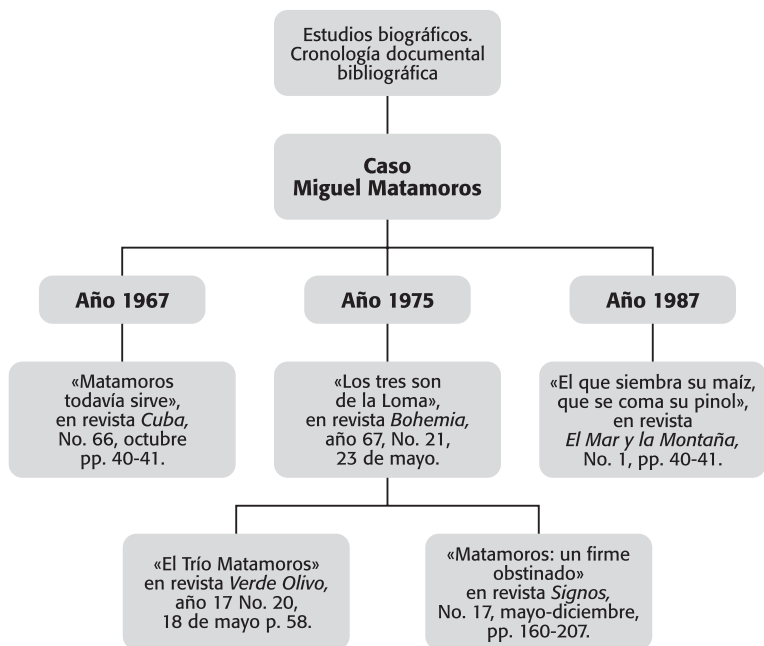 Estudios biográficos.
Cronología documental
bibliográfica
Caso
Miguel Matamoros
Año 1967
Año 1975
Año 1987
«Matamoros
todavía sirve»,
en revista Cuba,
No. 66, octubre
pp. 40-41.
«Los tres son
de la Loma»,
en revista Bohemia,
año 67, No. 21,
23 de mayo.
«El que siembra su maíz,
que se coma su pinol»,
en revista
El Mar y la Montaña,
No. 1, pp. 40-41.
«El Trío Matamoros»
en revista Verde Olivo,
año 17 No. 20,
18 de mayo p. 58.
«Matamoros: un firme
obstinado»
en revista Signos,
No. 17, mayo-diciembre,
pp. 160-207.